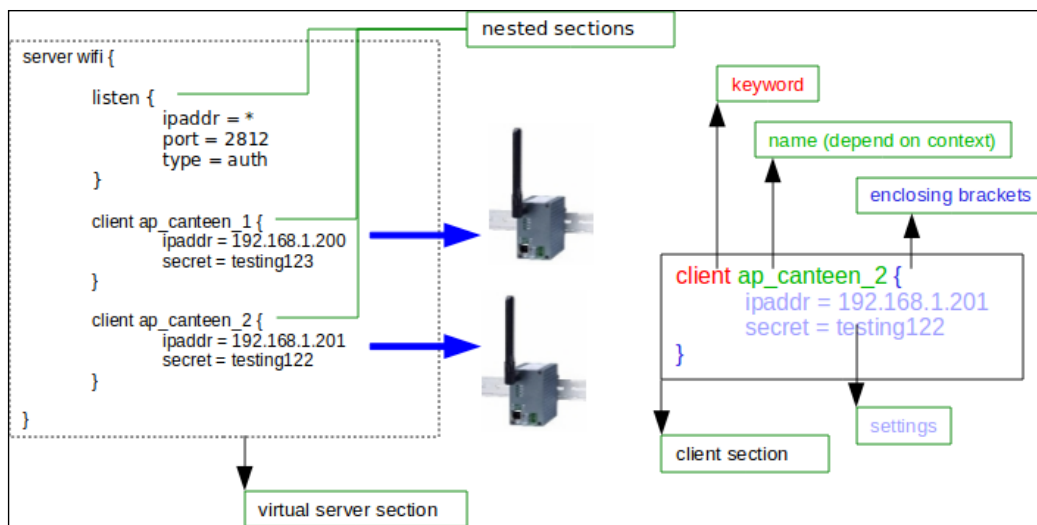 nested sections
server wifi {
listen {
ipaddr = *
port = 2812
type = auth
}
client ap_canteen_1 {
ipaddr = 192.168.1.200
secret = testing123
}
client ap_canteen_2 {
ipaddr = 192.168.1.201
secret = testing122
}
}
virtual server section
keyword
name (depend on context)
enclosing brackets
client ap_canteen_2 {
ipaddr = 192.168.1.201
secret = testing122
}
settings
client section